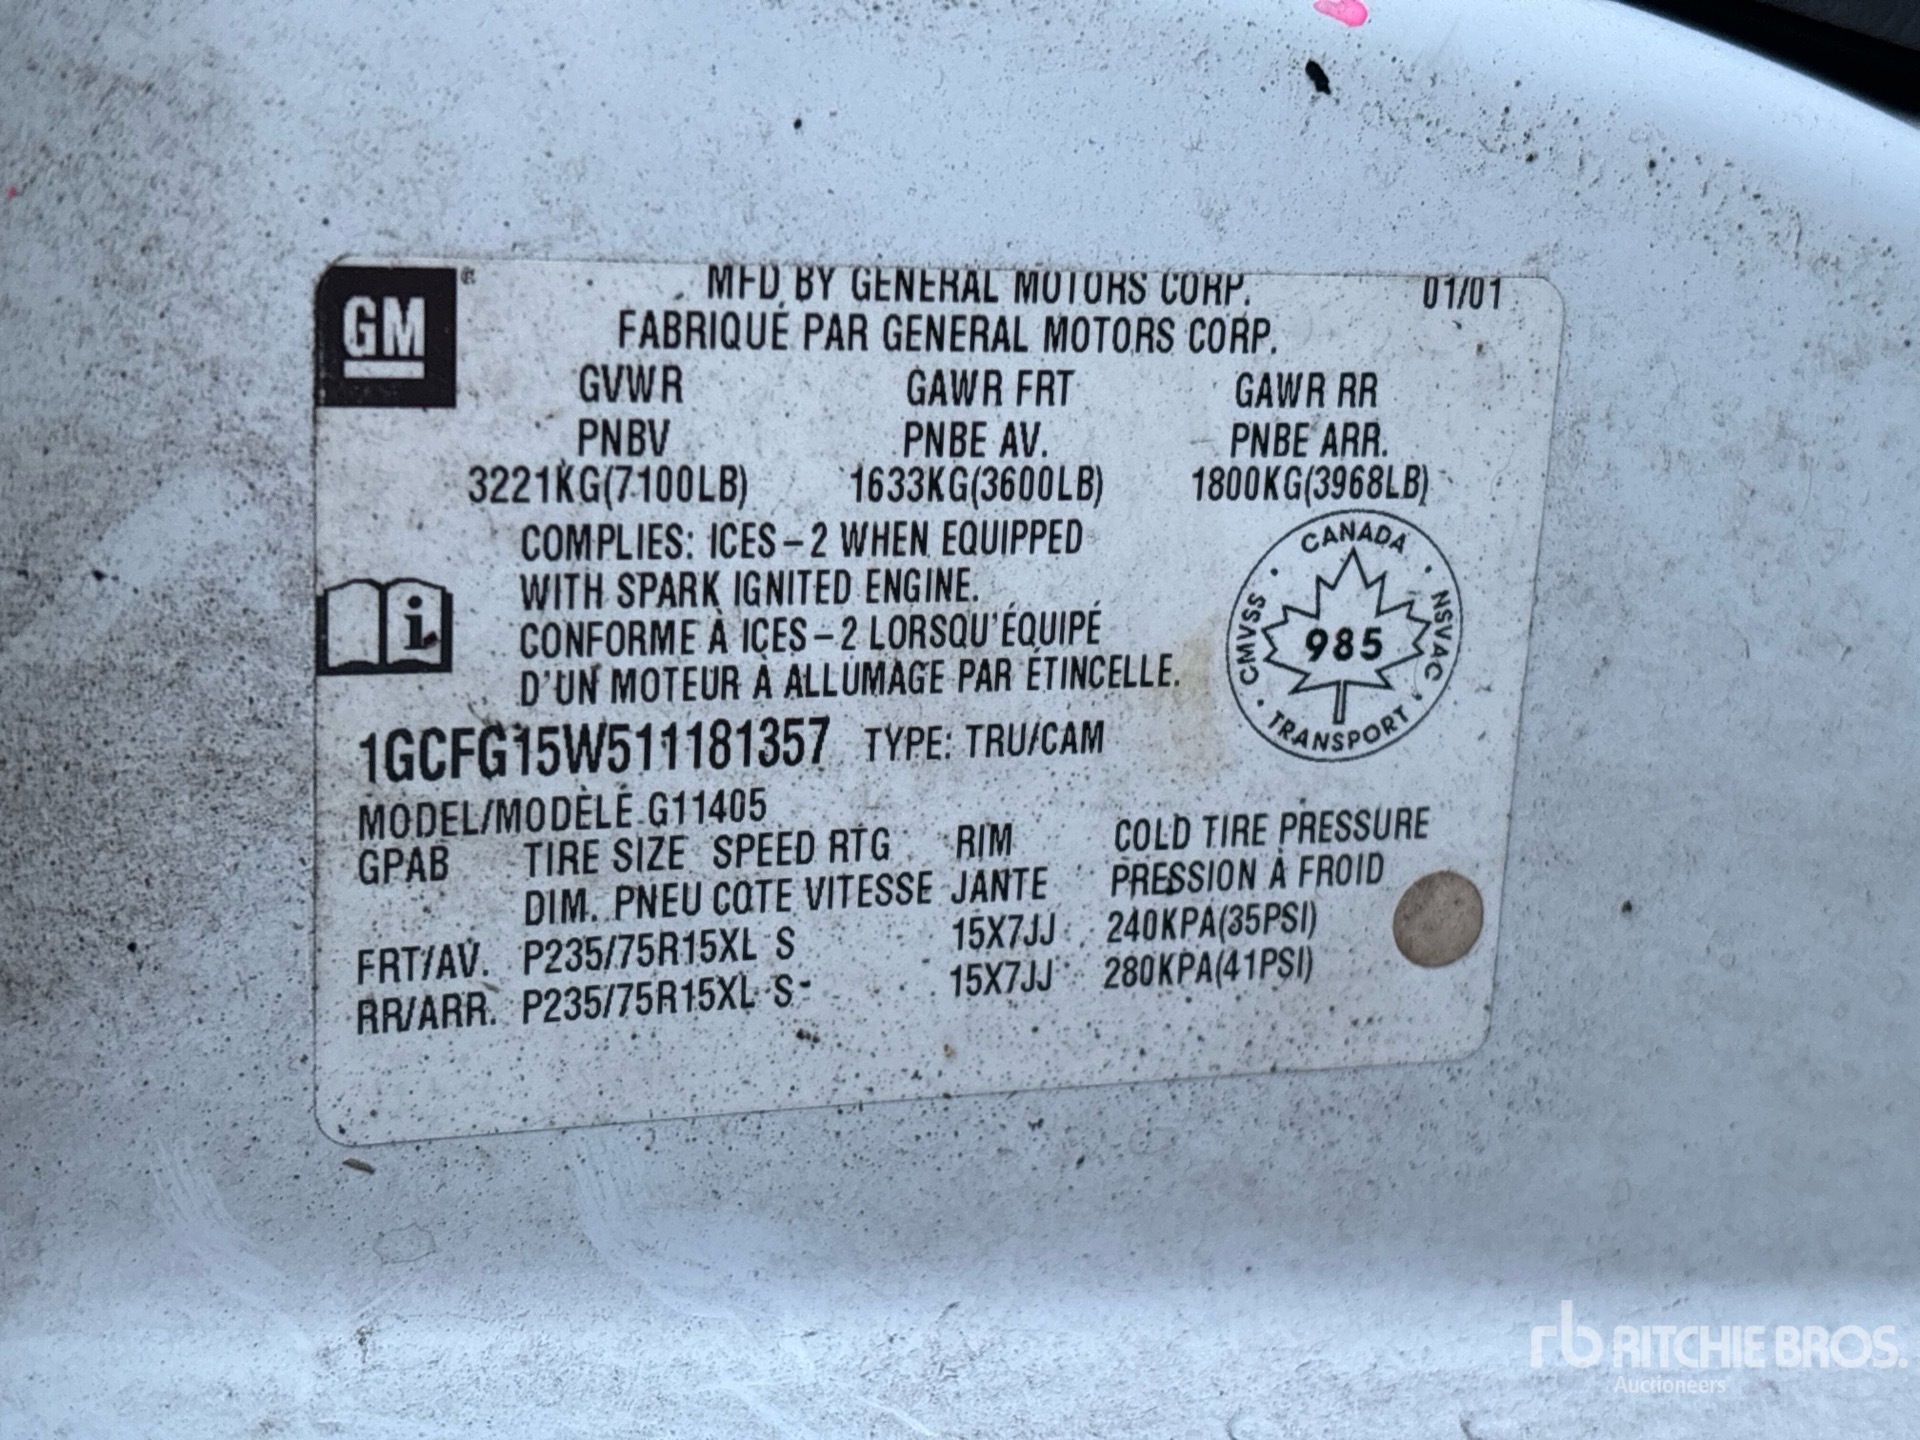 GM®
MFD BY GENERAL MOTORS CORP. 01/01
FABRIQUÉ PAR GENERAL MOTORS CORP.
GVWR GAWR FRT GAWR RR
PNBV PNBE AV. PNBE ARR.
3221KG(7100LB) 1633KG(3600LB) 1800KG(3968LB)
COMPLIES: ICES-2 WHEN EQUIPPED
WITH SPARK IGNITED ENGINE.
CONFORME À ICES-2 LORSQU'ÉQUIPÉ
D'UN MOTEUR À ALLUMAGE PAR ÉTINCELLE.
i
CANADA
CMVSS 985 NSVAC
TRANSPORT
1GCFG15W511181357 TYPE: TRU/CAM
MODEL/MODÈLE G11405
GPAB TIRE SIZE SPEED RTG RIM COLD TIRE PRESSURE
DIM. PNEU COTE VITESSE JANTE PRESSION À FROID
FRT/AV. P235/75R15XL S 15X7JJ 240KPA(35PSI)
RR/ARR. P235/75R15XL S 15X7JJ 280KPA(41PSI)
rb RITCHIE BROS.
Auctioneers